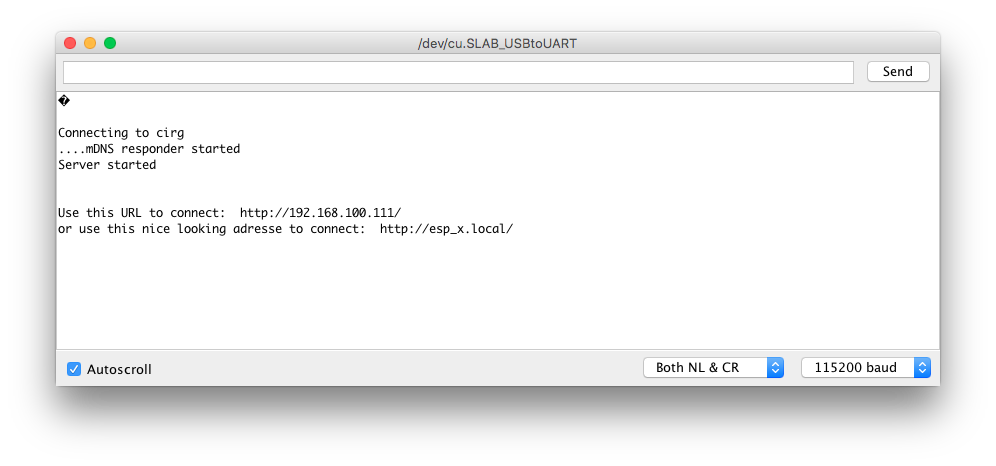 /dev/cu.SLAB_USBtoUART
Send
�
Connecting to cirg
....mDNS responder started
Server started
Use this URL to connect:  http://192.168.100.111/
or use this nice looking adresse to connect:  http://esp_x.local/
Autoscroll
Both NL & CR
115200 baud